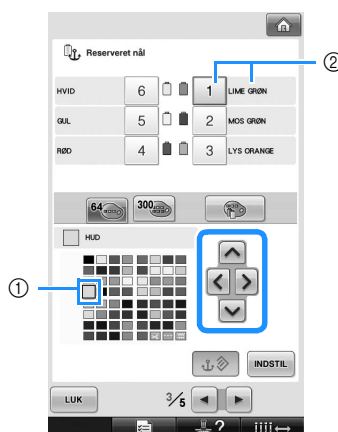 Reserveret nål
②
HVID 6 1 LIME GRØN
GUL 5 2 MOS GRØN
RØD 4 3 LYS ORANGE
64 300
HUD
①
INDSTIL
LUK 3/5
?